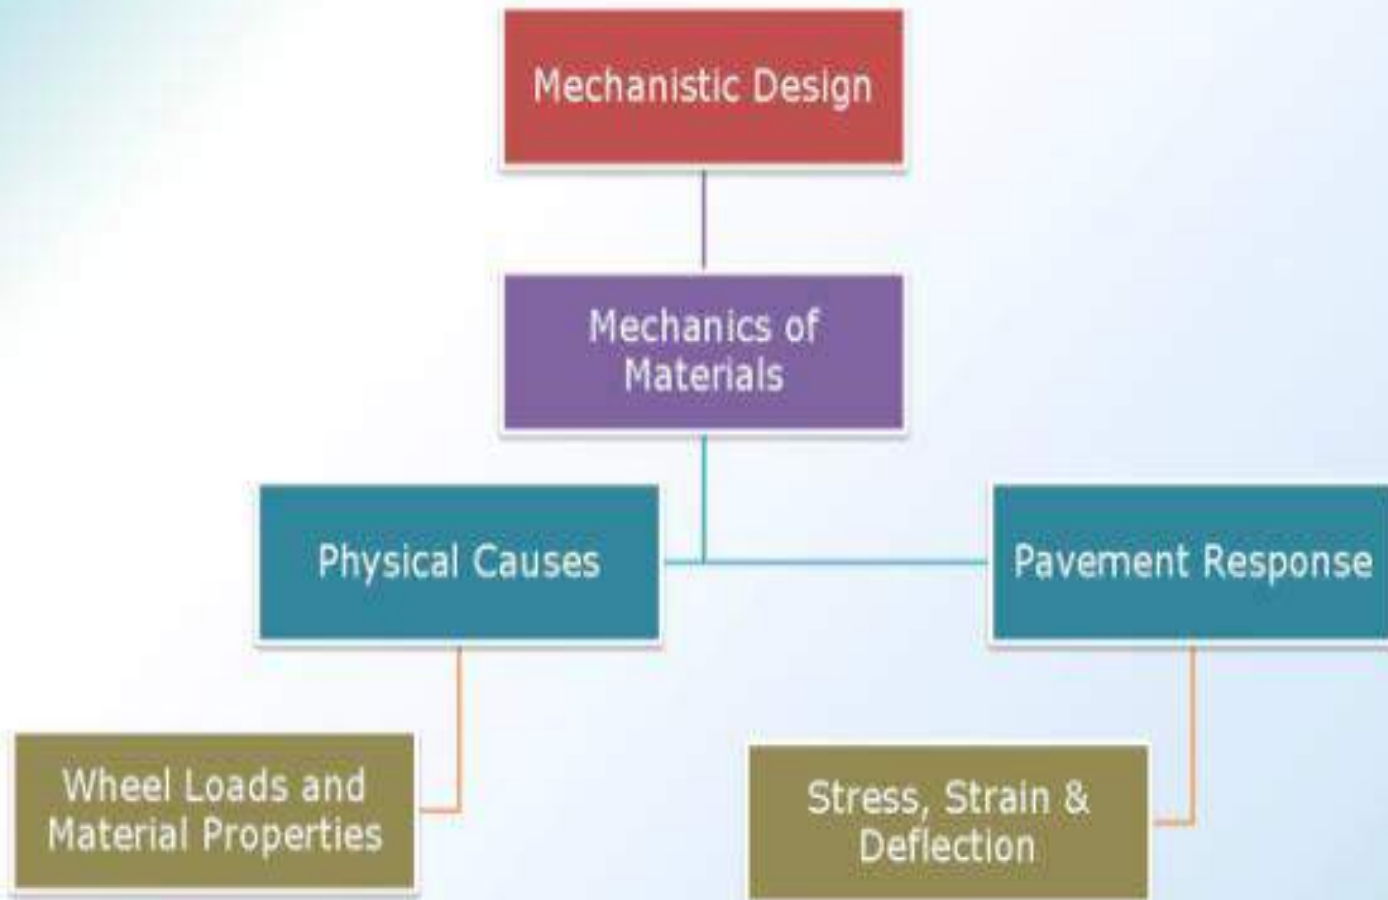 Mechanistic Design
Mechanics of
Materials
Physical Causes
Pavement Response
Wheel Loads and
Material Properties
Stress, Strain &
Deflection